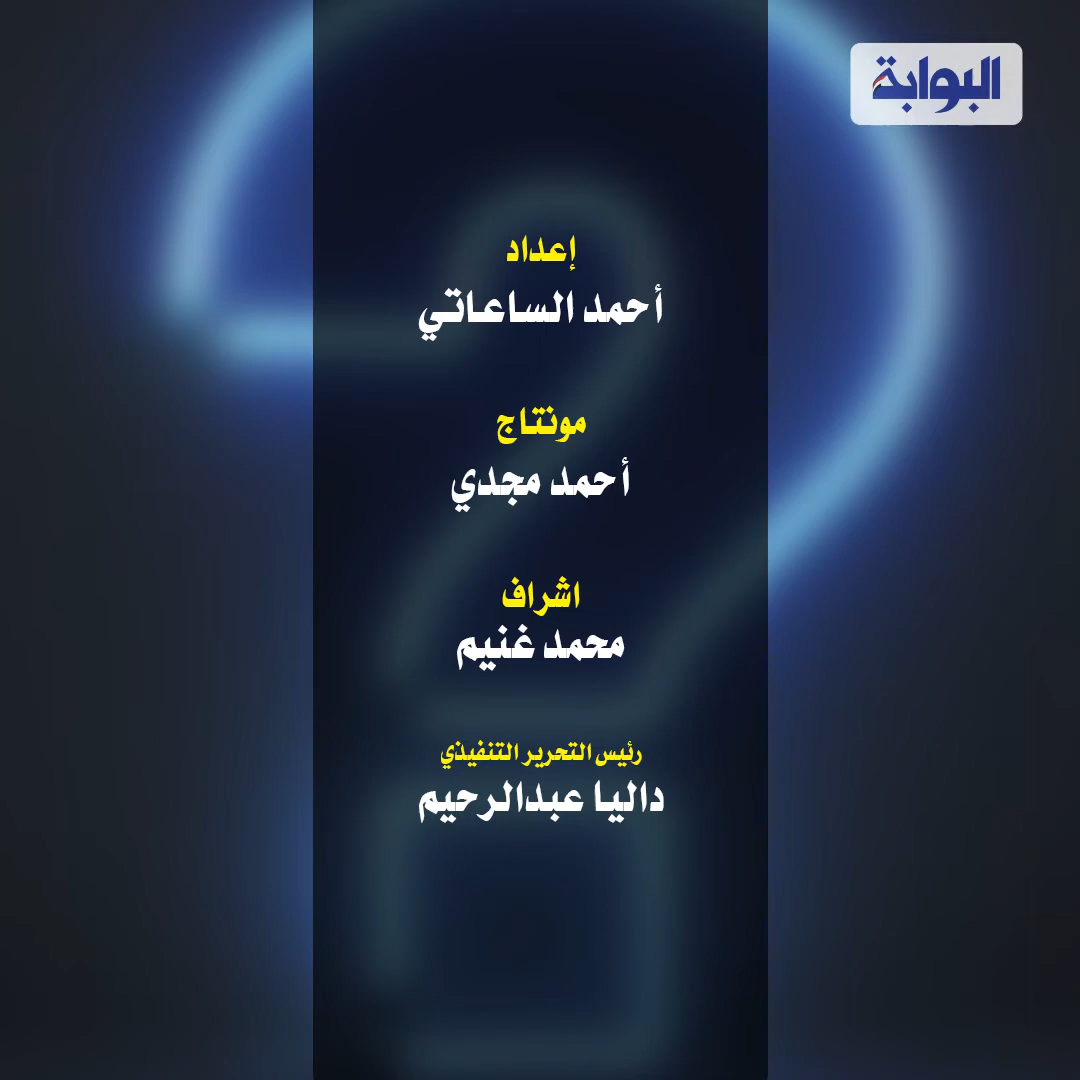 البوابة
إعداد
أحمد الساعاتي
مونتاج
أحمد مجدي
اشراف
محمد غنيم
رئيس التحرير التنفيذي
داليا عبدالرحيم